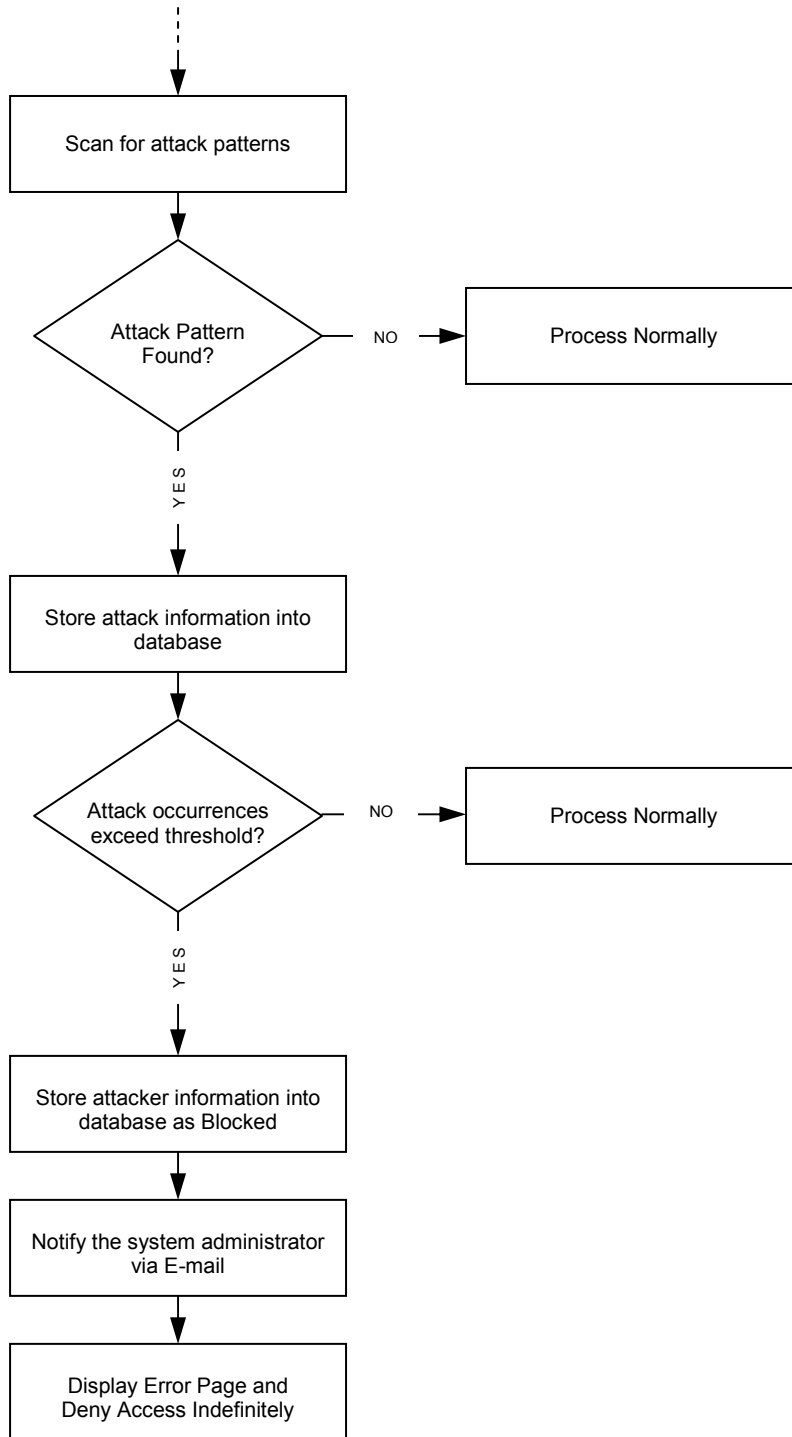 Scan for attack patterns
Attack Pattern
Found?
NO
Process Normally
YES
Store attack information into
database
Attack occurrences
exceed threshold?
NO
Process Normally
YES
Store attacker information into
database as Blocked
Notify the system administrator
via E-mail
Display Error Page and
Deny Access Indefinitely